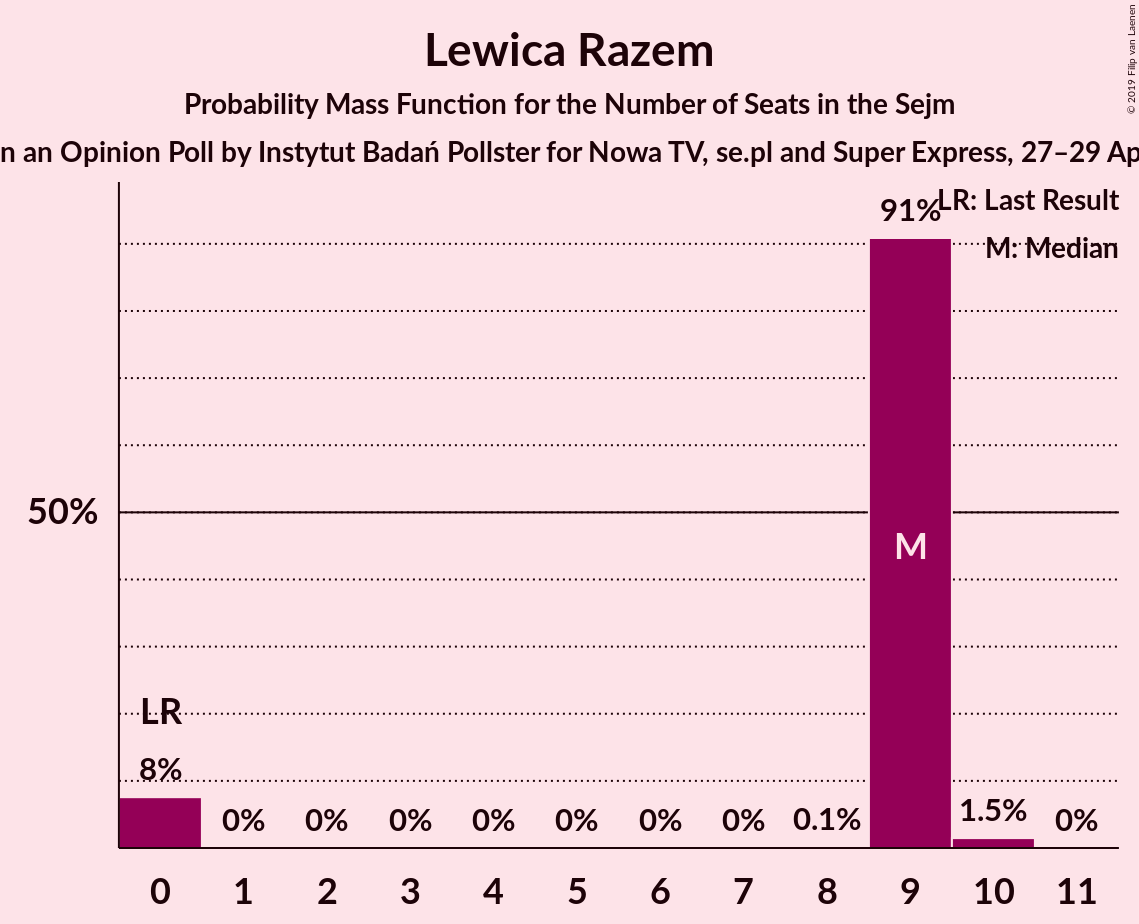 Lewica Razem
Probability Mass Function for the Number of Seats in the Sejm
an Opinion Poll by Instytut Badań Pollster for Nowa TV, se.pl and Super Express, 27–29
© 2019 Filip van Laenen
LR: Last Result
M: Median
91%
50%
M
LR
8%
0%
0%
0%
0%
0%
0%
0%
0.1%
1.5%
0%
0 1 2 3 4 5 6 7 8 9 10 11